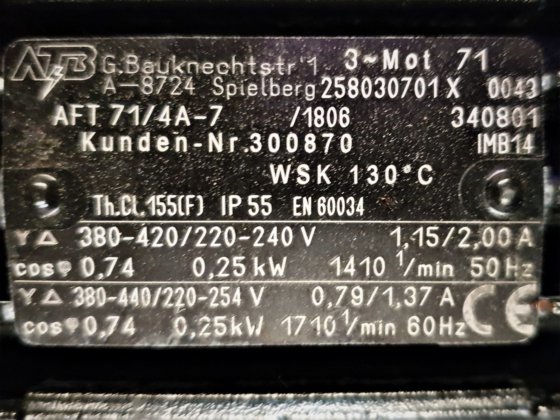 ATB G.Bauknechtstr'1 3~Mot 71
A-8724 Spielberg 258030701 X 0043
AFT 71/4A-7 /1806 340801
Kunden-Nr.300870 IMB14
WSK 130°C
Th.Cl.155(F) IP 55 EN 60034
Y Δ 380-420/220-240 V 1,15/2,00 A
cosφ 0,74 0,25 kW 1410 1/min 50 Hz
Y Δ 380-440/220-254 V 0,79/1,37 A
cosφ 0,74 0,25kW 1710 1/min 60Hz CE